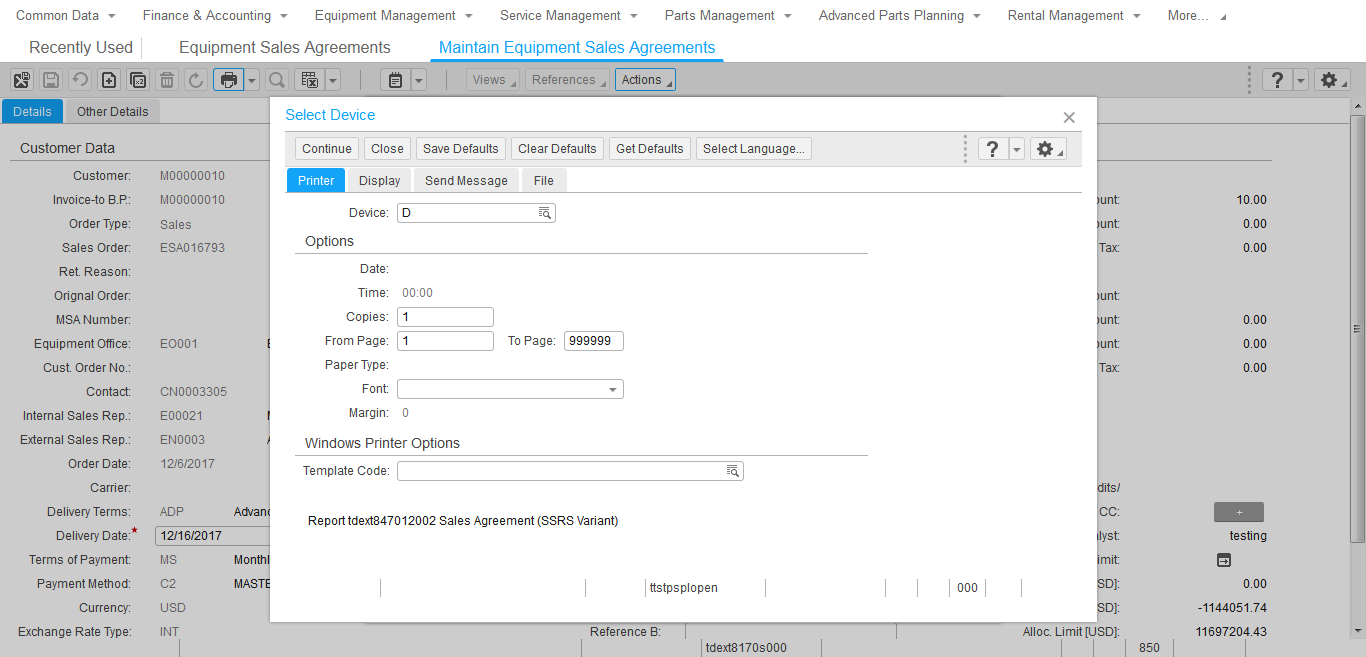 Common Data Finance & Accounting Equipment Management Service Management Parts Management Advanced Parts Planning Rental Management More...
Recently Used Equipment Sales Agreements Maintain Equipment Sales Agreements
Views References Actions ?
Details Other Details
Customer Data
Customer: M00000010
Invoice-to B.P.: M00000010
Order Type: Sales
Sales Order: ESA016793
Ret. Reason:
Orignal Order:
MSA Number:
Equipment Office: EO001
Cust. Order No.:
Contact: CN0003305
Internal Sales Rep.: E00021
External Sales Rep.: EN0003
Order Date: 12/6/2017
Carrier:
Delivery Terms: ADP Advanc
Delivery Date:* 12/16/2017
Terms of Payment: MS Monthl
Payment Method: C2 MASTE
Currency: USD
Exchange Rate Type: INT
Select Device
Continue Close Save Defaults Clear Defaults Get Defaults Select Language... ?
Printer Display Send Message File
Device: D
Options
Date:
Time: 00:00
Copies: 1
From Page: 1 To Page: 999999
Paper Type:
Font:
Margin: 0
Windows Printer Options
Template Code:
Report tdext847012002 Sales Agreement (SSRS Variant)
ttstpsplopen 000
ount: 10.00
ount: 0.00
Tax: 0.00
ount:
ount: 0.00
ount: 0.00
Tax: 0.00
dits/
CC: +
alyst: testing
imit:
SD]: 0.00
SD]: -1144051.74
Reference B: Alloc. Limit [USD]: 11697204.43
tdext8170s000 850